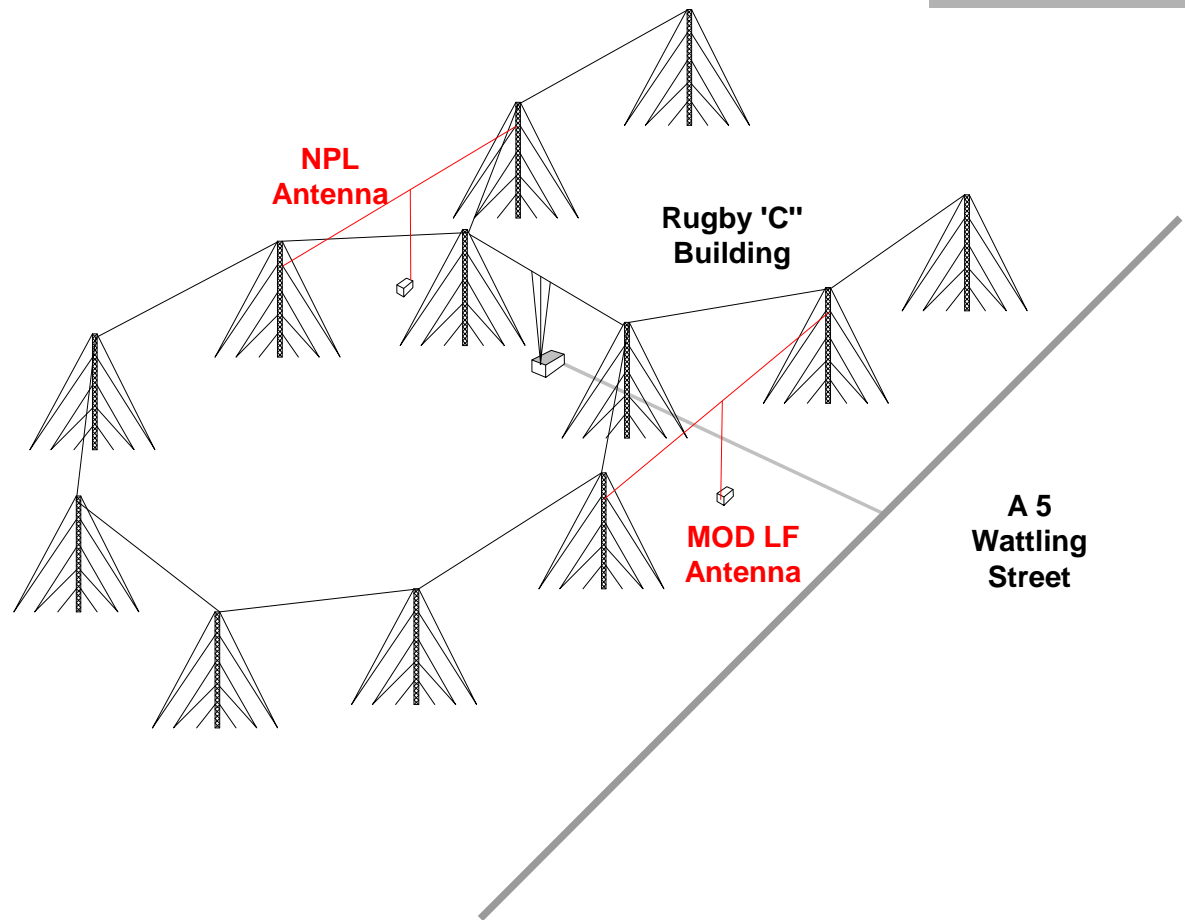 NPL
Antenna
Rugby 'C"
Building
MOD LF
Antenna
A 5
Wattling
Street